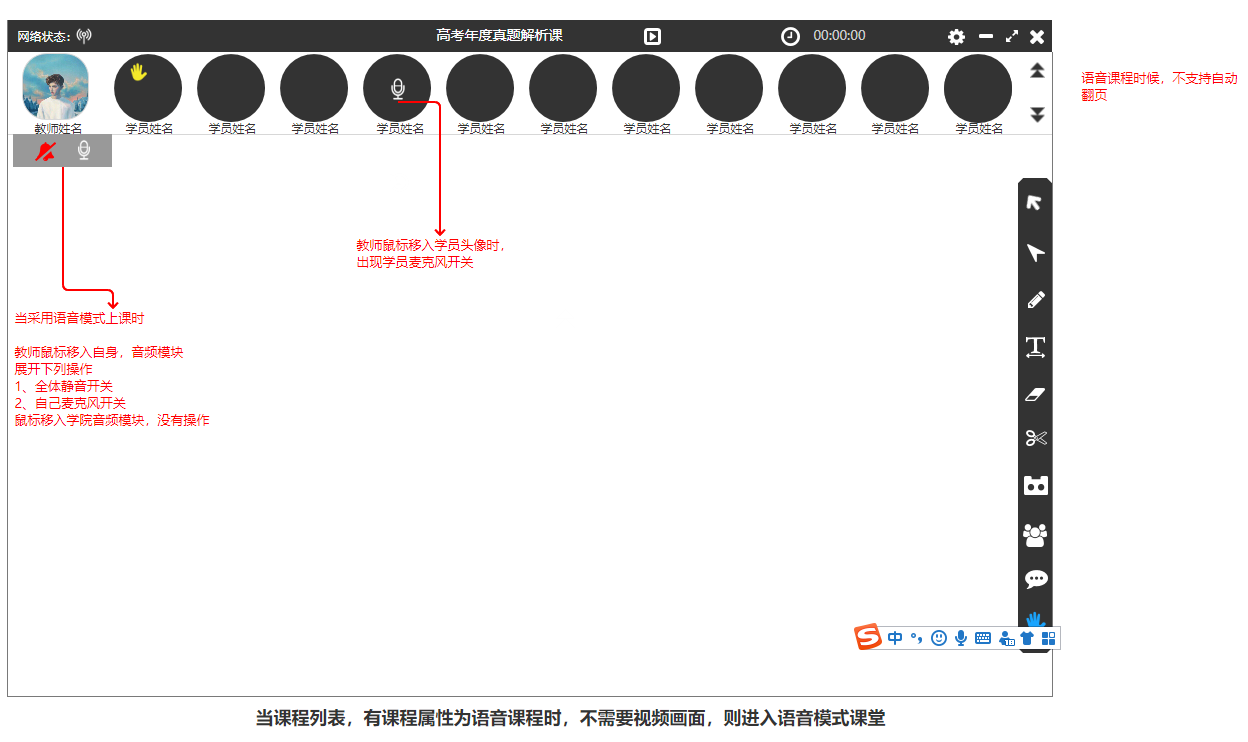 网络状态：
高考年度真题解析课
00:00:00
教师姓名
学员姓名
学员姓名
学员姓名
学员姓名
学员姓名
学员姓名
学员姓名
学员姓名
学员姓名
学员姓名
学员姓名
语音课程时候，不支持自动
翻页
教师鼠标移入学员头像时，
出现学员麦克风开关
当采用语音模式上课时
教师鼠标移入自身，音频模块
展开下列操作
1、全体静音开关
2、自己麦克风开关
鼠标移入学院音频模块，没有操作
S 中 °，
当课程列表，有课程属性为语音课程时，不需要视频画面，则进入语音模式课堂